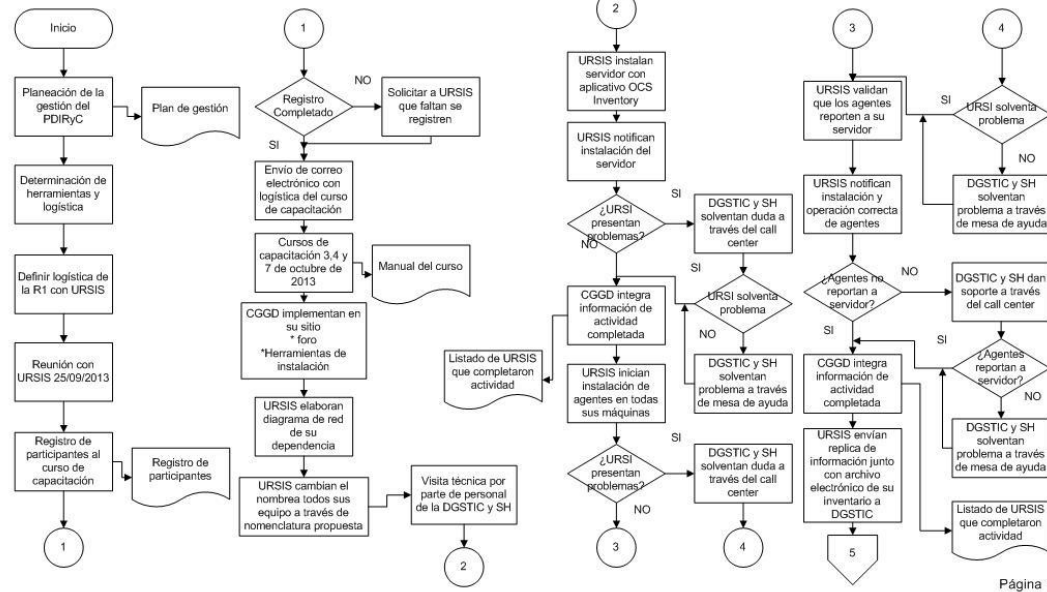 Inicio
Planeación de la
gestión del
PDIRyC
Plan de gestión
Determinación de
herramientas y
logística
Definir logística de
la R1 con URSIS
Reunión con
URSIS 25/09/2013
Registro de
participantes al
curso de
capacitación
Registro de
participantes
1
1
Registro
Completado
NO
Solicitar a URSIS
que faltan se
registren
SI
Envío de correo
electrónico con
logística del curso
de capacitación
Cursos de
capacitación 3,4 y
7 de octubre de
2013
Manual del curso
CGGD implementan en
su sitio
* foro
*Herramientas de
instalación
URSIS elaboran
diagrama de red
de su
dependencia
URSIS cambian el
nombrea todos sus
equipo a través de
nomenclatura propuesta
Visita técnica por
parte de personal
de la DGSTIC y SH
2
2
URSIS instalan
servidor con
aplicativo OCS
Inventory
URSIS notifican
instalación del
servidor
¿URSI
presentan
problemas?
SI
NO
DGSTIC y SH
solventan duda a
través del call
center
SI
URSI solventa
problema
NO
DGSTIC y SH
solventan
problema a través
de mesa de ayuda
CGGD integra
información de
actividad
completada
Listado de URSIS
que completaron
actividad
URSIS inician
instalación de
agentes en todas
sus máquinas
¿URSI
presentan
problemas?
SI
NO
DGSTIC y SH
solventan duda a
través del call
center
3
4
3
URSIS validan
que los agentes
reporten a su
servidor
4
SI
URSI solventa
problema
NO
DGSTIC y SH
solventan
problema a través
de mesa de ayuda
URSIS notifican
instalación y
operación correcta
de agentes
¿Agentes no
reportan a
servidor?
NO
SI
DGSTIC y SH dan
soporte a través
del call center
SI
¿Agentes
reportan a
servidor?
NO
DGSTIC y SH
solventan
problema a través
de mesa de ayuda
CGGD integra
información de
actividad
completada
URSIS envían
replica de
información junto
con archivo
electrónico de su
inventario a
DGSTIC
Listado de URSIS
que completaron
actividad
5
Página